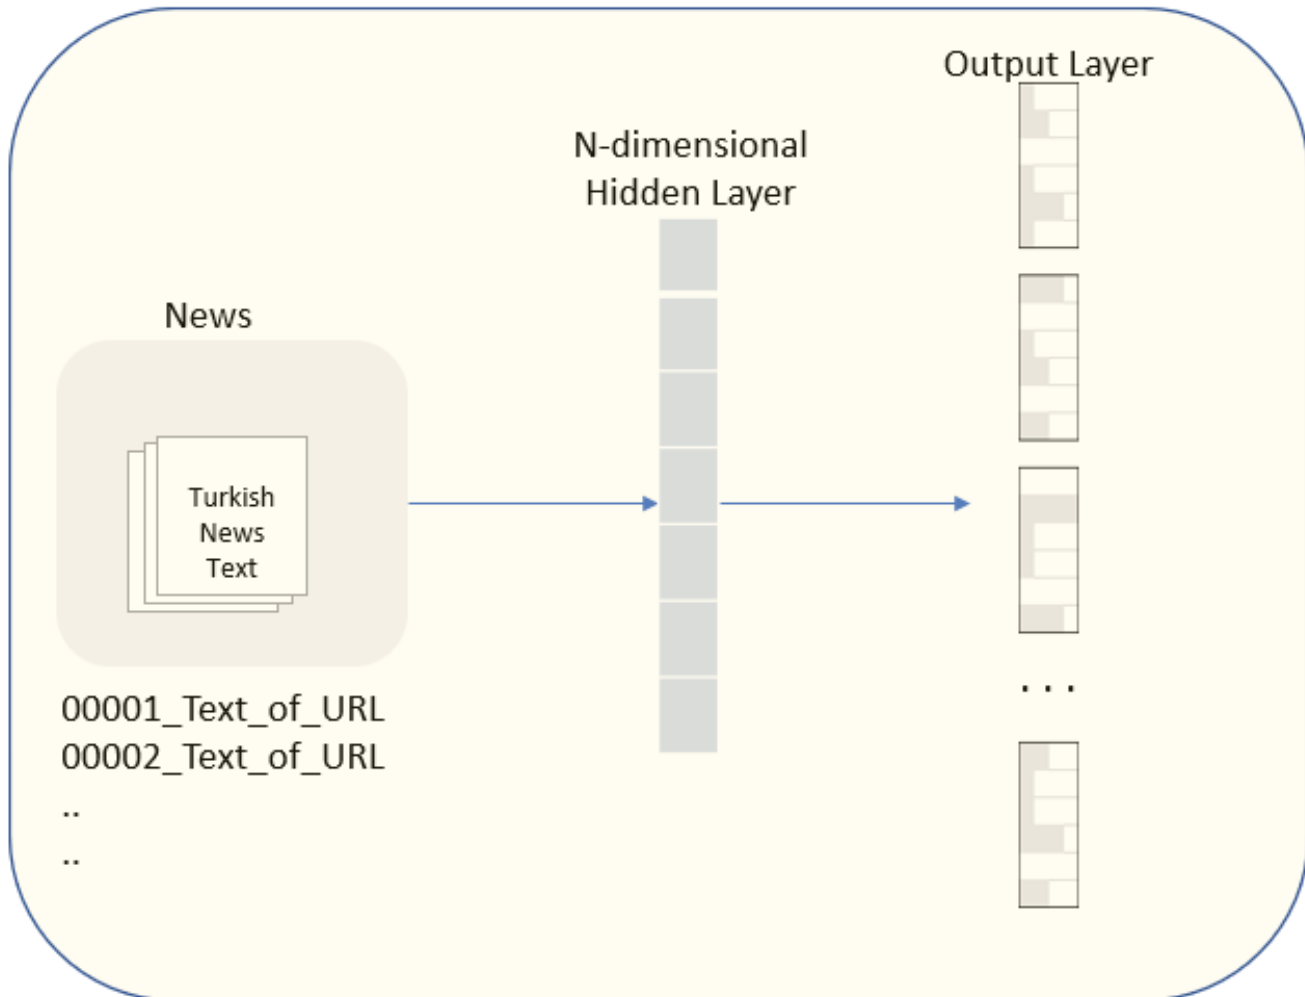 News
Turkish
News
Text
00001_Text_of_URL
00002_Text_of_URL
..
..
N-dimensional
Hidden Layer
Output Layer
. . .